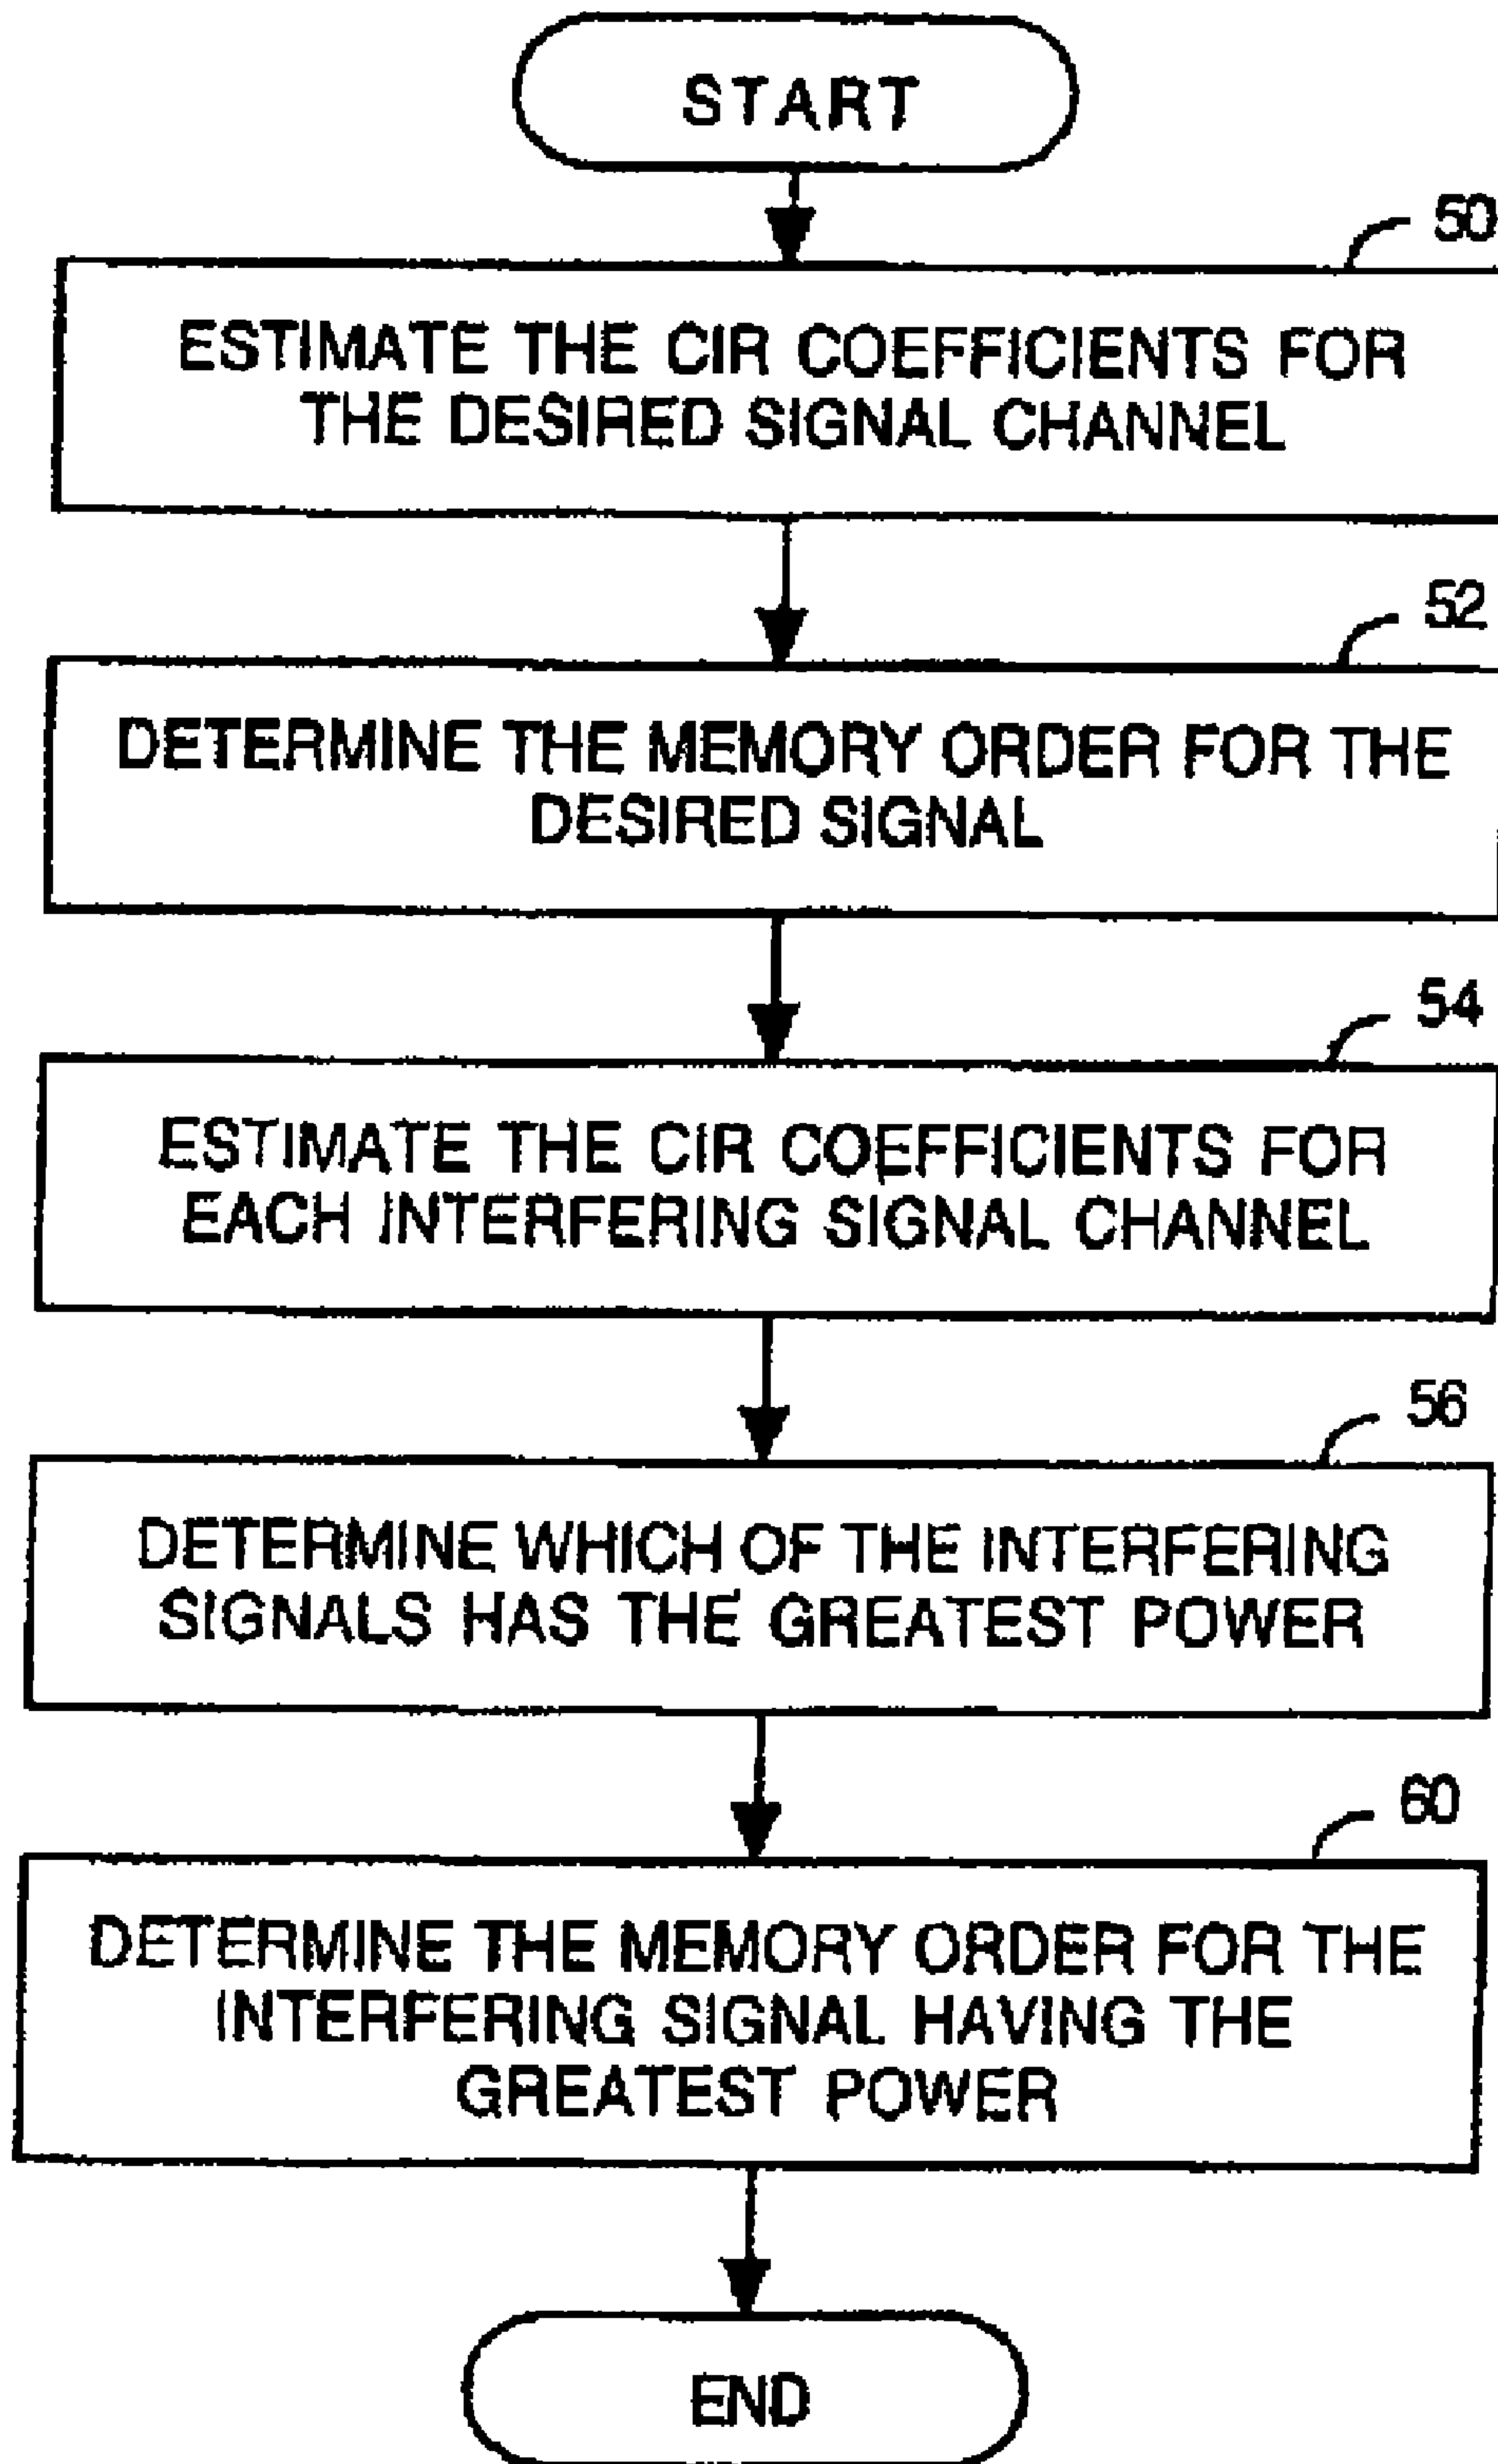 START
50
ESTIMATE THE CIR COEFFICIENTS FOR
THE DESIRED SIGNAL CHANNEL
52
DETERMINE THE MEMORY ORDER FOR THE
DESIRED SIGNAL
54
ESTIMATE THE CIR COEFFICIENTS FOR
EACH INTERFERING SIGNAL CHANNEL
56
DETERMINE WHICH OF THE INTERFERING
SIGNALS HAS THE GREATEST POWER
60
DETERMINE THE MEMORY ORDER FOR THE
INTERFERING SIGNAL HAVING THE
GREATEST POWER
END